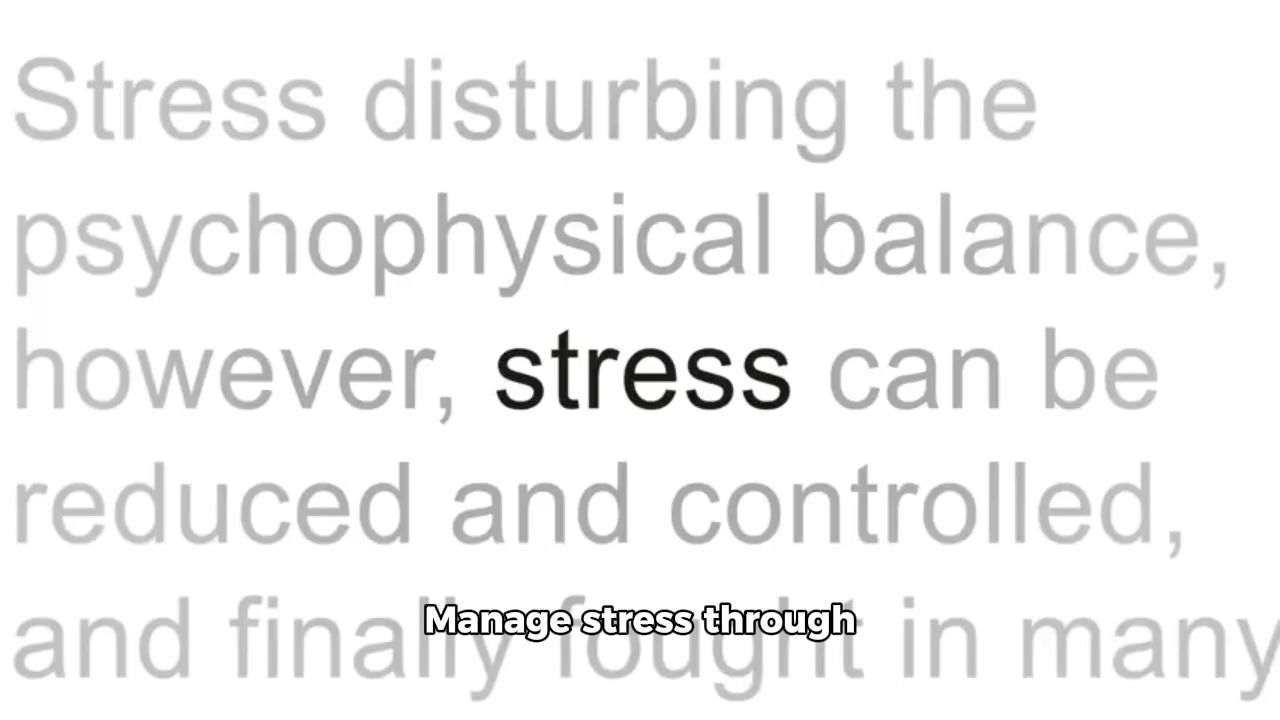 Stress disturbing the
psychophysical balance,
however, stress can be
reduced and controlled,
and finally fought in many
Manage stress through